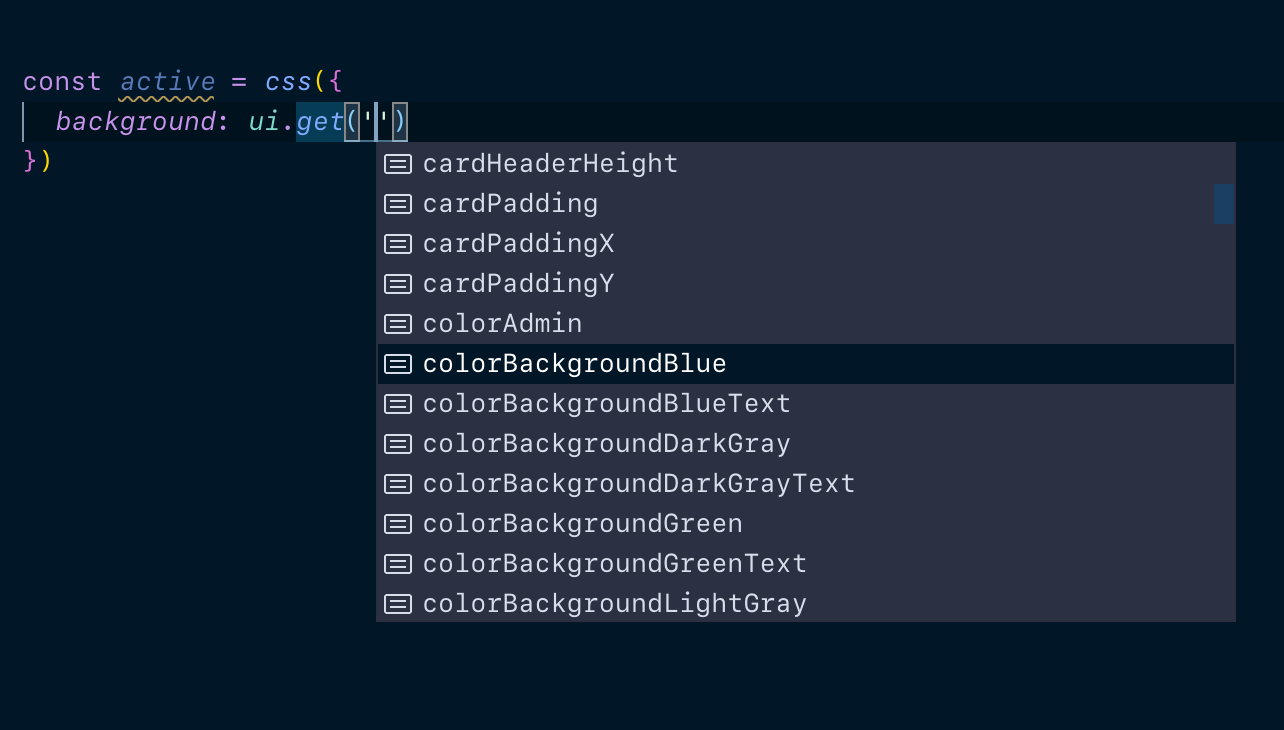 const active = css({
background: ui.get('')
})
cardHeaderHeight
cardPadding
cardPaddingX
cardPaddingY
colorAdmin
colorBackgroundBlue
colorBackgroundBlueText
colorBackgroundDarkGray
colorBackgroundDarkGrayText
colorBackgroundGreen
colorBackgroundGreenText
colorBackgroundLightGray